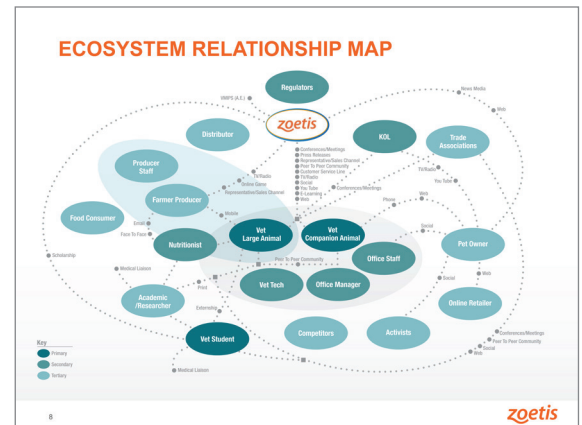 ECOSYSTEM RELATIONSHIP MAP
Regulators
News Media
VMIPS (A.E.)
Web
zoetis
Distributor
KOL
Trade
Associations
Conferences/Meetings
Press Releases
Representative/Sales Channel
Peer To Peer Community
Customer Service Line
TV/Radio
Social
You Tube
E-Learning
Web
Producer
Staff
TV/Radio
Online Game
Representative/Sales Channel
TV/Radio
You Tube
Conferences/Meetings
Web
Phone
Farmer Producer
Mobile
Food Consumer
Email
Face To Face
Vet
Large Animal
Vet
Companion Animal
Social
Nutritionist
Pet Owner
Scholarship
Office Staff
Peer To Peer Community
Medical Liaison
Print
Social
Web
Vet Tech
Office Manager
Academic
/Researcher
Online Retailer
Externship
Key
Primary
Secondary
Tertiary
Vet Student
Competitors
Activists
Conferences/Meetings
Peer To Peer Community
Social
Web
Medical Liaison
8
zoetis